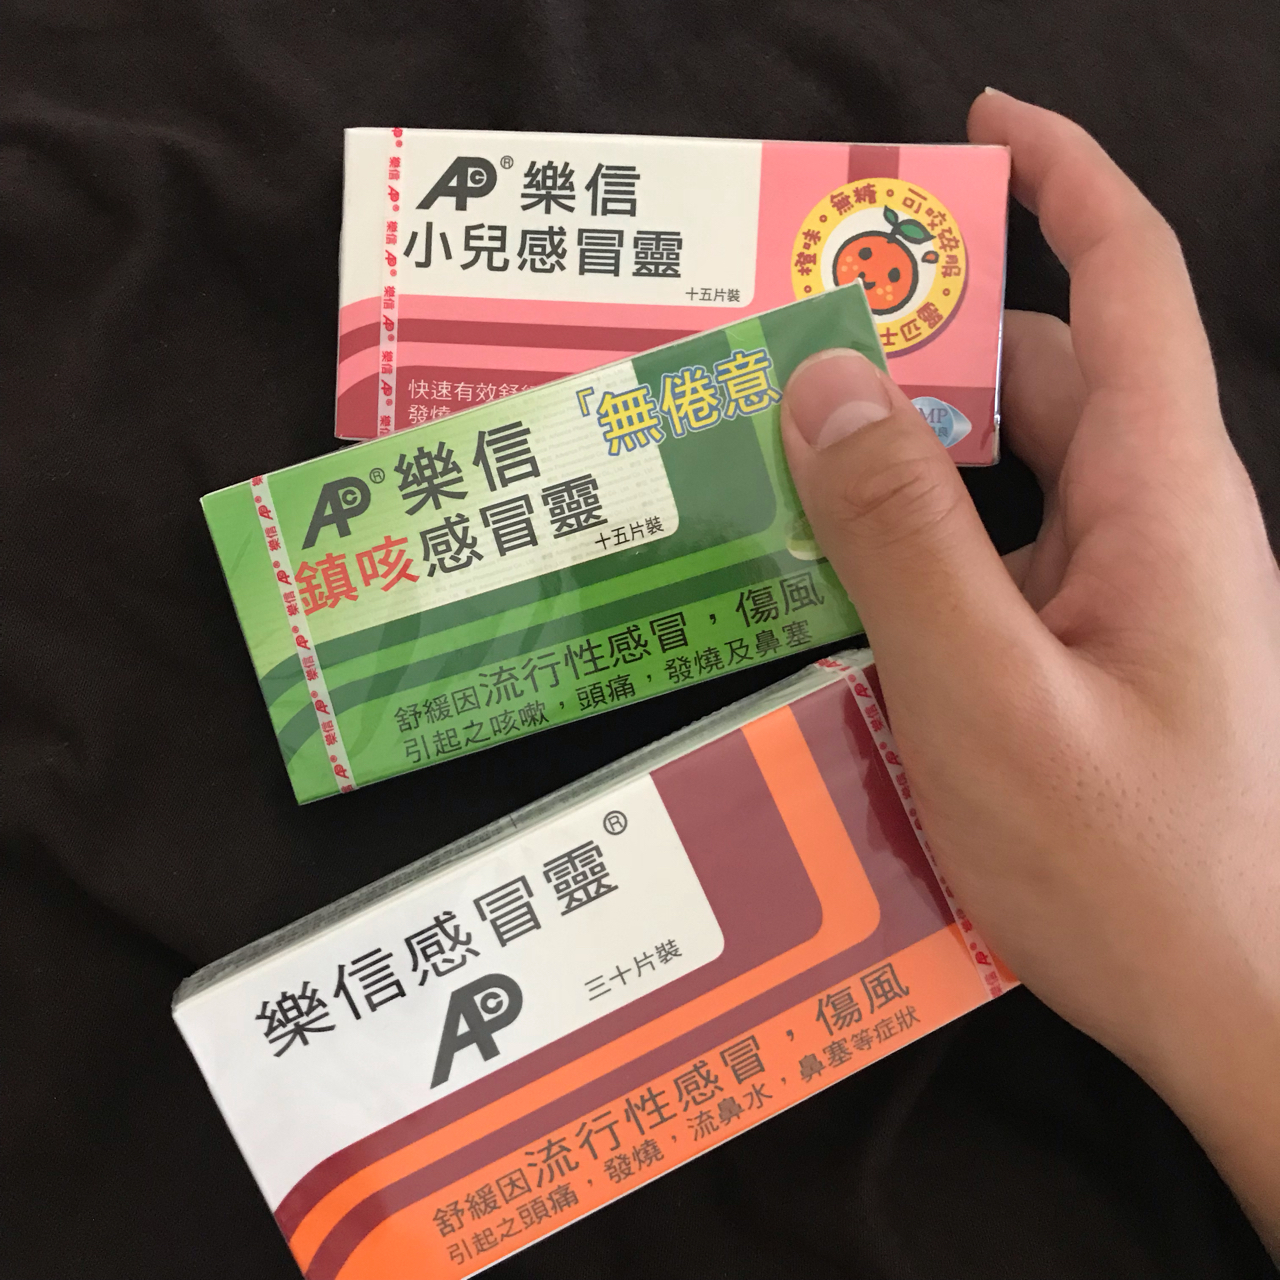 APC® 樂信
小兒感冒靈
十五片裝
橙味 • 無糖 • 可咬碎服 •
快速有效舒
發燒
MP
「無倦意
APC® 樂信
鎮咳感冒靈
十五片裝
舒緩因流行性感冒，傷風
引起之咳嗽，頭痛，發燒及鼻塞
樂信感冒靈®
APC
三十片裝
舒緩因流行性感冒，傷風
引起之頭痛，發燒，流鼻水，鼻塞等症狀